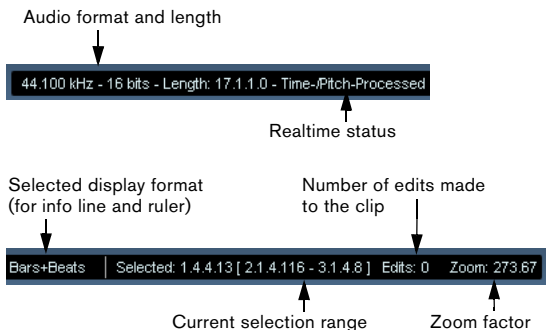 Audio format and length
44.100 kHz - 16 bits - Length: 17.1.1.0 - Time-/Pitch-Processed
Realtime status
Selected display format
(for info line and ruler)
Number of edits made
to the clip
Bars+Beats | Selected: 1.4.4.13 [ 2.1.4.116 - 3.1.4.8 ] Edits: 0 Zoom: 273.67
Current selection range
Zoom factor